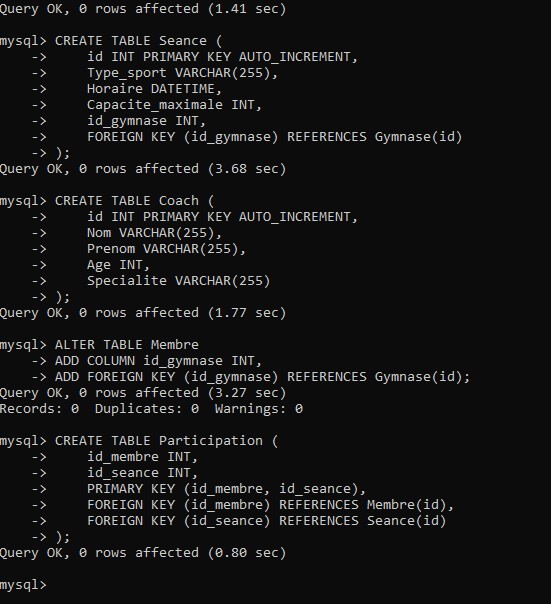 Query OK, 0 rows affected (1.41 sec)
mysql> CREATE TABLE Seance (
    ->     id INT PRIMARY KEY AUTO_INCREMENT,
    ->     Type_sport VARCHAR(255),
    ->     Horaire DATETIME,
    ->     Capacite_maximale INT,
    ->     id_gymnase INT,
    ->     FOREIGN KEY (id_gymnase) REFERENCES Gymnase(id)
    -> );
Query OK, 0 rows affected (3.68 sec)
mysql> CREATE TABLE Coach (
    ->     id INT PRIMARY KEY AUTO_INCREMENT,
    ->     Nom VARCHAR(255),
    ->     Prenom VARCHAR(255),
    ->     Age INT,
    ->     Specialite VARCHAR(255)
    -> );
Query OK, 0 rows affected (1.77 sec)
mysql> ALTER TABLE Membre
    -> ADD COLUMN id_gymnase INT,
    -> ADD FOREIGN KEY (id_gymnase) REFERENCES Gymnase(id);
Query OK, 0 rows affected (3.27 sec)
Records: 0  Duplicates: 0  Warnings: 0
mysql> CREATE TABLE Participation (
    ->     id_membre INT,
    ->     id_seance INT,
    ->     PRIMARY KEY (id_membre, id_seance),
    ->     FOREIGN KEY (id_membre) REFERENCES Membre(id),
    ->     FOREIGN KEY (id_seance) REFERENCES Seance(id)
    -> );
Query OK, 0 rows affected (0.80 sec)
mysql>